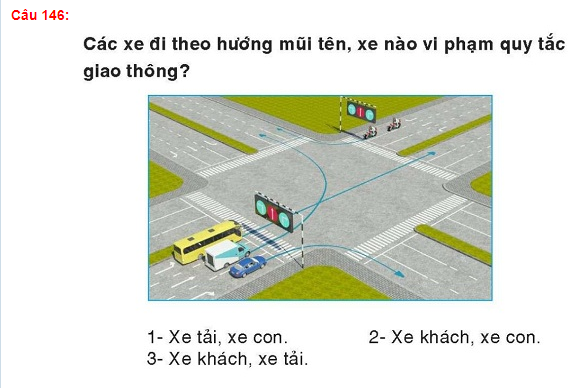 Câu 146:
Các xe đi theo hướng mũi tên, xe nào vi phạm quy tắc
giao thông?
1- Xe tải, xe con. 2- Xe khách, xe con.
3- Xe khách, xe tải.